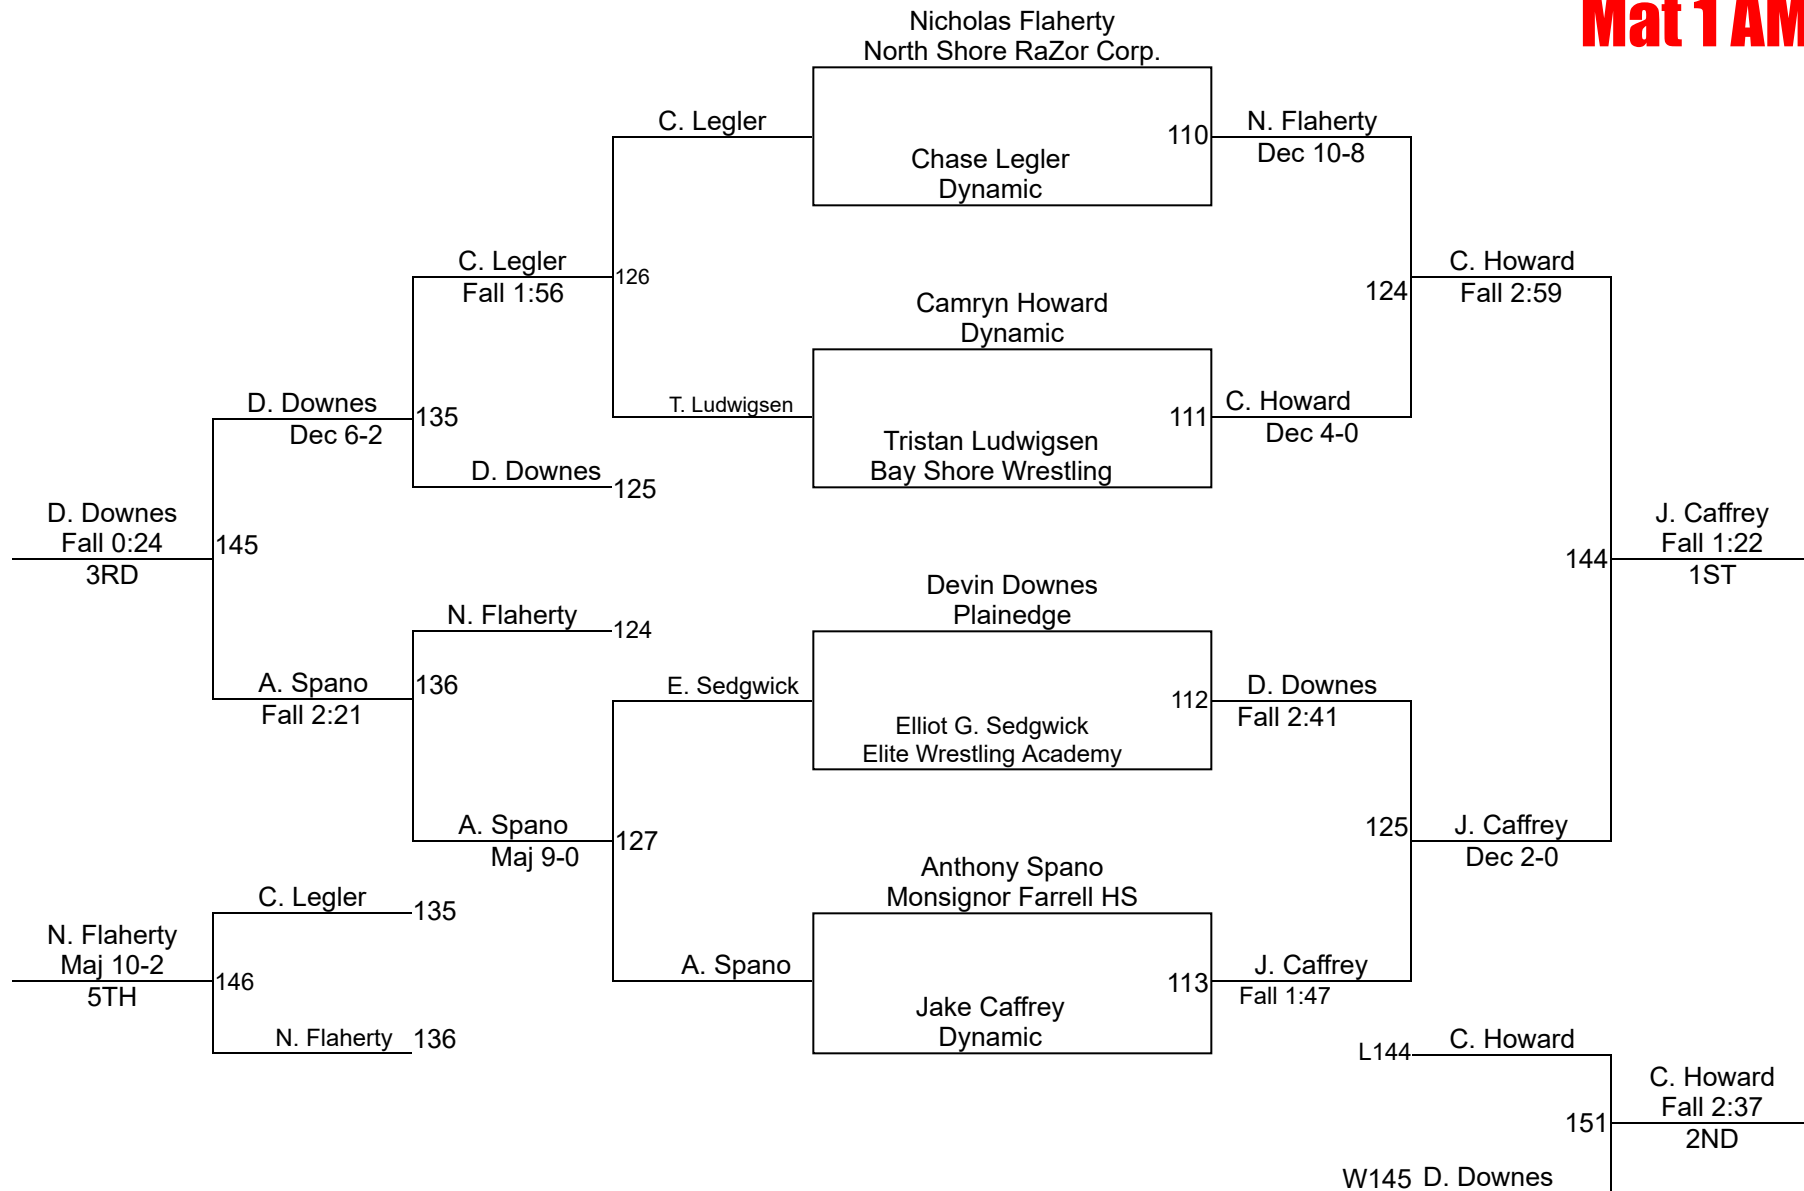 Mat 1 AM
Nicholas Flaherty
North Shore RaZor Corp.
C. Legler
110
N. Flaherty
Dec 10-8
Chase Legler
Dynamic
C. Legler
Fall 1:56
126
Camryn Howard
Dynamic
124
C. Howard
Fall 2:59
D. Downes
Dec 6-2
135
T. Ludwigsen
111
C. Howard
Dec 4-0
Tristan Ludwigsen
Bay Shore Wrestling
D. Downes
125
D. Downes
Fall 0:24
3RD
145
144
J. Caffrey
Fall 1:22
1ST
Devin Downes
Plainedge
N. Flaherty
124
A. Spano
Fall 2:21
136
E. Sedgwick
112
D. Downes
Fall 2:41
Elliot G. Sedgwick
Elite Wrestling Academy
A. Spano
Maj 9-0
127
125
J. Caffrey
Dec 2-0
Anthony Spano
Monsignor Farrell HS
C. Legler
135
N. Flaherty
Maj 10-2
5TH
146
A. Spano
113
J. Caffrey
Fall 1:47
Jake Caffrey
Dynamic
N. Flaherty
136
L144
C. Howard
151
C. Howard
Fall 2:37
2ND
W145
D. Downes